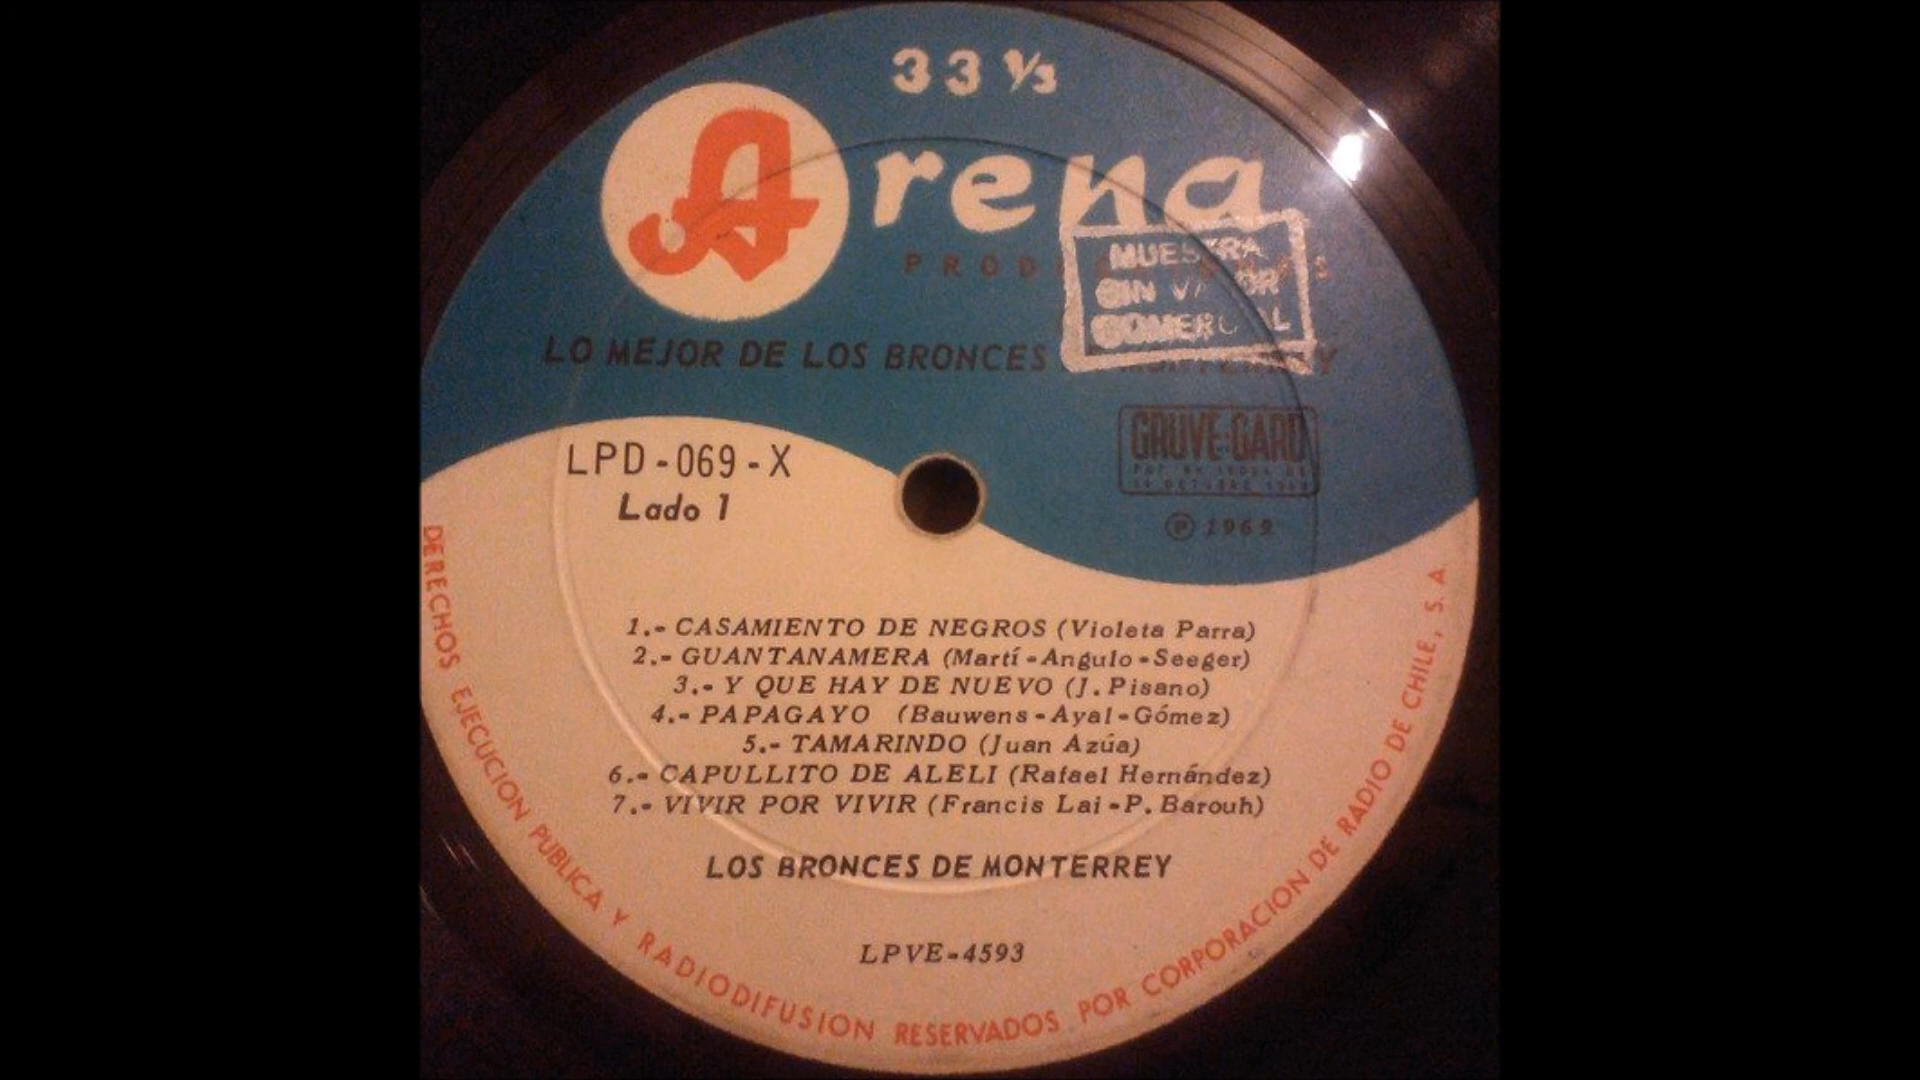 33 ⅓
Arena
PRODUCCIONES
MUESTRA
SIN VALOR
COMERCIAL
LO MEJOR DE LOS BRONCES DE MONTERREY
GRUVE-GARD
LPD-069-X
Lado 1
℗ 1969
1.- CASAMIENTO DE NEGROS (Violeta Parra)
2.- GUANTANAMERA (Martí-Angulo-Seeger)
3.- Y QUE HAY DE NUEVO (J. Pisano)
4.- PAPAGAYO (Bauwens-Ayal-Gómez)
5.- TAMARINDO (Juan Azúa)
6.- CAPULLITO DE ALELI (Rafael Hernández)
7.- VIVIR POR VIVIR (Francis Lai-P. Barouh)
LOS BRONCES DE MONTERREY
LPVE-4593
DERECHOS EJECUCION PUBLICA Y RADIODIFUSION RESERVADOS POR CORPORACION DE RADIO DE CHILE, S. A.